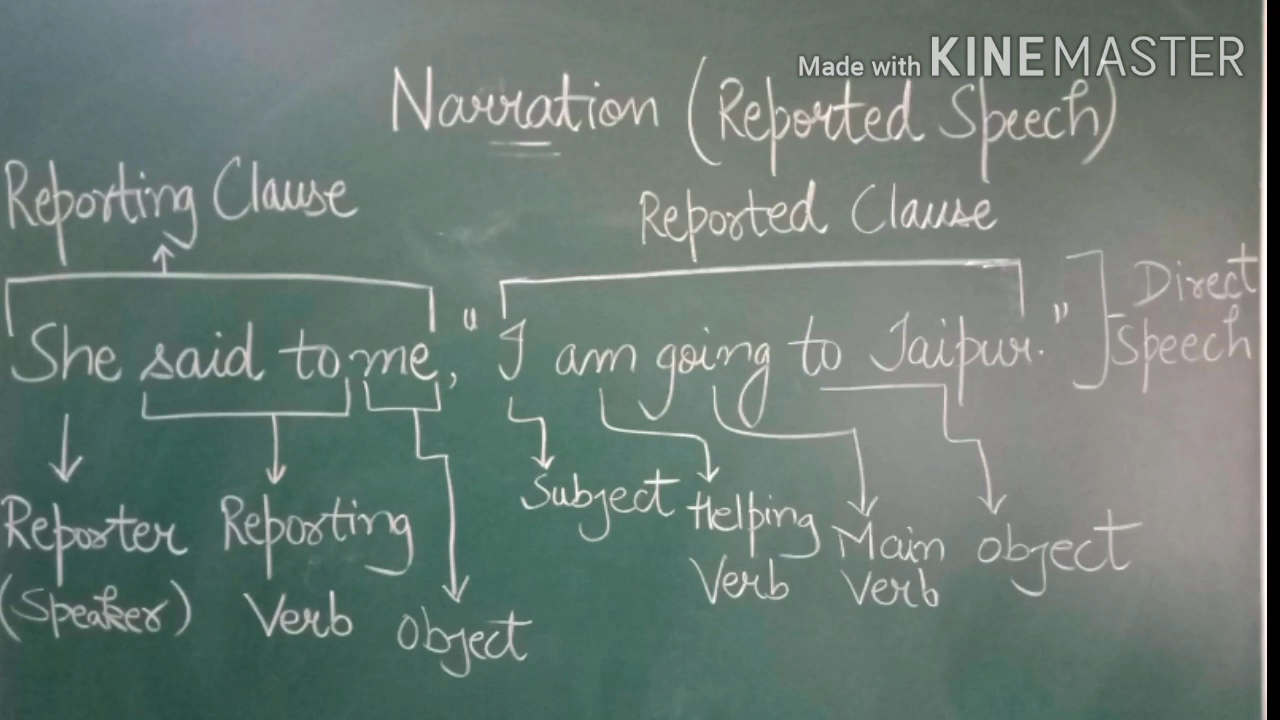 Made with KINEMASTER
Narration (Reported Speech)
Reporting Clause
Reported Clause
She said to me, "I am going to Jaipur."
Direct
Speech
Reporter
(Speaker)
Reporting
Verb
Object
Subject
Helping
Verb
Main
Verb
Object